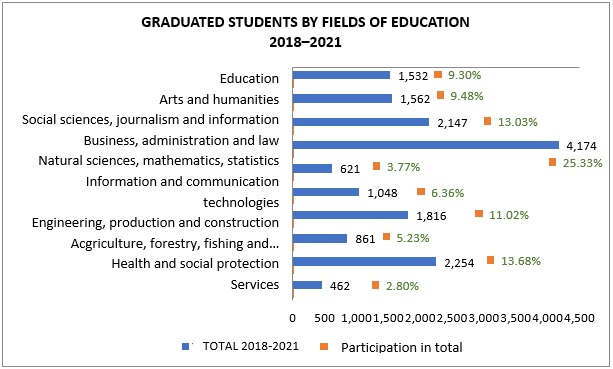 GRADUATED STUDENTS BY FIELDS OF EDUCATION
2018–2021
Education 1,532 9.30%
Arts and humanities 1,562 9.48%
Social sciences, journalism and information 2,147 13.03%
Business, administration and law 4,174
25.33%
Natural sciences, mathematics, statistics 621 3.77%
Information and communication
technologies 1,048 6.36%
Engineering, production and construction 1,816 11.02%
Acgriculture, forestry, fishing and... 861 5.23%
Health and social protection 2,254 13.68%
Services 462 2.80%
0 500 1,000 1,500 2,000 2,500 3,000 3,500 4,000 4,500
TOTAL 2018-2021 Participation in total